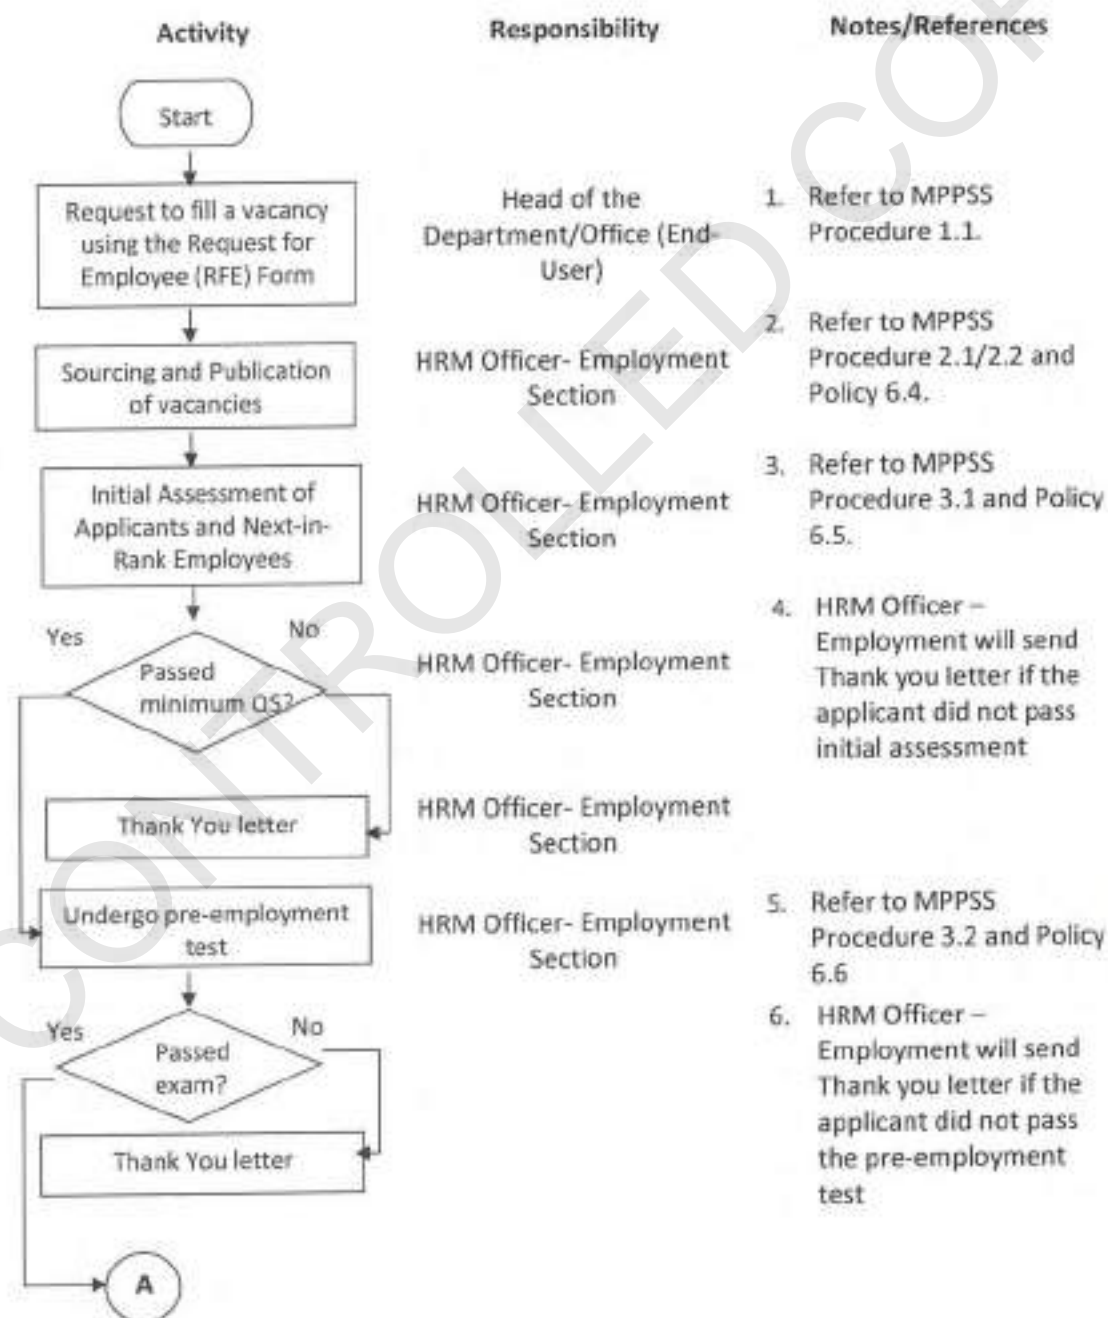 Activity
Responsibility
Notes/References
Start
Request to fill a vacancy
using the Request for
Employee (RFE) Form
Head of the
Department/Office (End-
User)
1. Refer to MPPSS
Procedure 1.1.
Sourcing and Publication
of vacancies
HRM Officer- Employment
Section
2. Refer to MPPSS
Procedure 2.1/2.2 and
Policy 6.4.
Initial Assessment of
Applicants and Next-in-
Rank Employees
HRM Officer- Employment
Section
3. Refer to MPPSS
Procedure 3.1 and Policy
6.5.
Yes
No
Passed
minimum QS?
HRM Officer- Employment
Section
4. HRM Officer –
Employment will send
Thank you letter if the
applicant did not pass
initial assessment
Thank You letter
HRM Officer- Employment
Section
Undergo pre-employment
test
HRM Officer- Employment
Section
5. Refer to MPPSS
Procedure 3.2 and Policy
6.6
Yes
No
Passed
exam?
6. HRM Officer –
Employment will send
Thank you letter if the
applicant did not pass
the pre-employment
test
Thank You letter
A
CONTROLLED COP